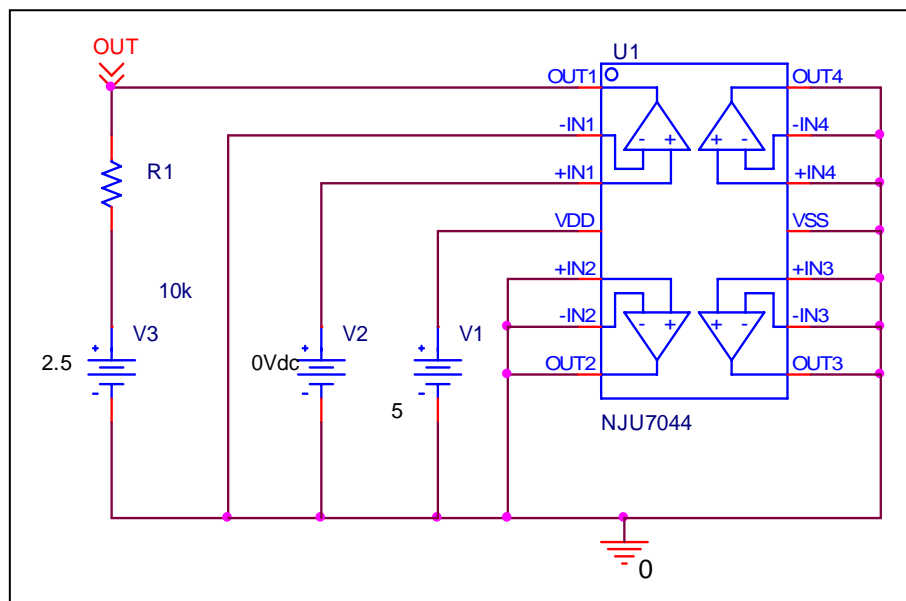 OUT
U1
OUT1
OUT4
-IN1
-IN4
R1
+IN1
+IN4
- +
+ -
VDD
VSS
+IN2
+IN3
10k
-IN2
-IN3
- +
+ -
+ V3
+ V2
+ V1
2.5
0Vdc
OUT2
OUT3
-
-
-
5
NJU7044
0